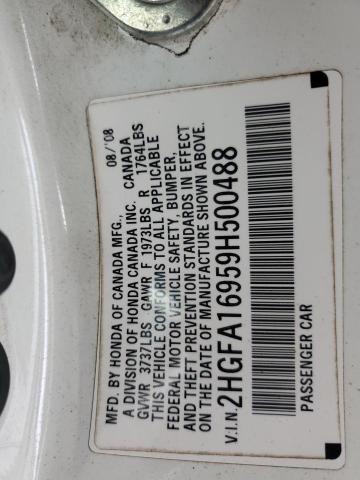 MFD. BY HONDA OF CANADA MFG., 08/'08
A DIVISION OF HONDA CANADA INC. CANADA
GVWR 3737LBS GAWR F 1973LBS R 1764LBS
THIS VEHICLE CONFORMS TO ALL APPLICABLE
FEDERAL MOTOR VEHICLE SAFETY, BUMPER,
AND THEFT PREVENTION STANDARDS IN EFFECT
ON THE DATE OF MANUFACTURE SHOWN ABOVE.
V.I.N. 2HGFA16959H500488
PASSENGER CAR